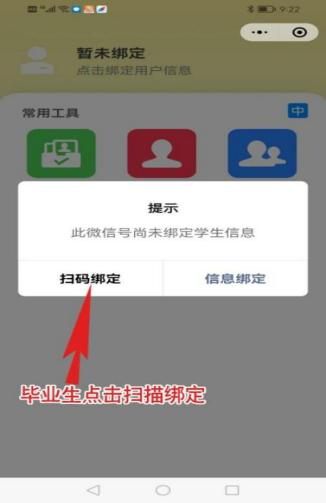 9:22
暂未绑定
点击绑定用户信息
常用工具
中
提示
此微信号尚未绑定学生信息
扫码绑定 信息绑定
毕业生点击扫描绑定